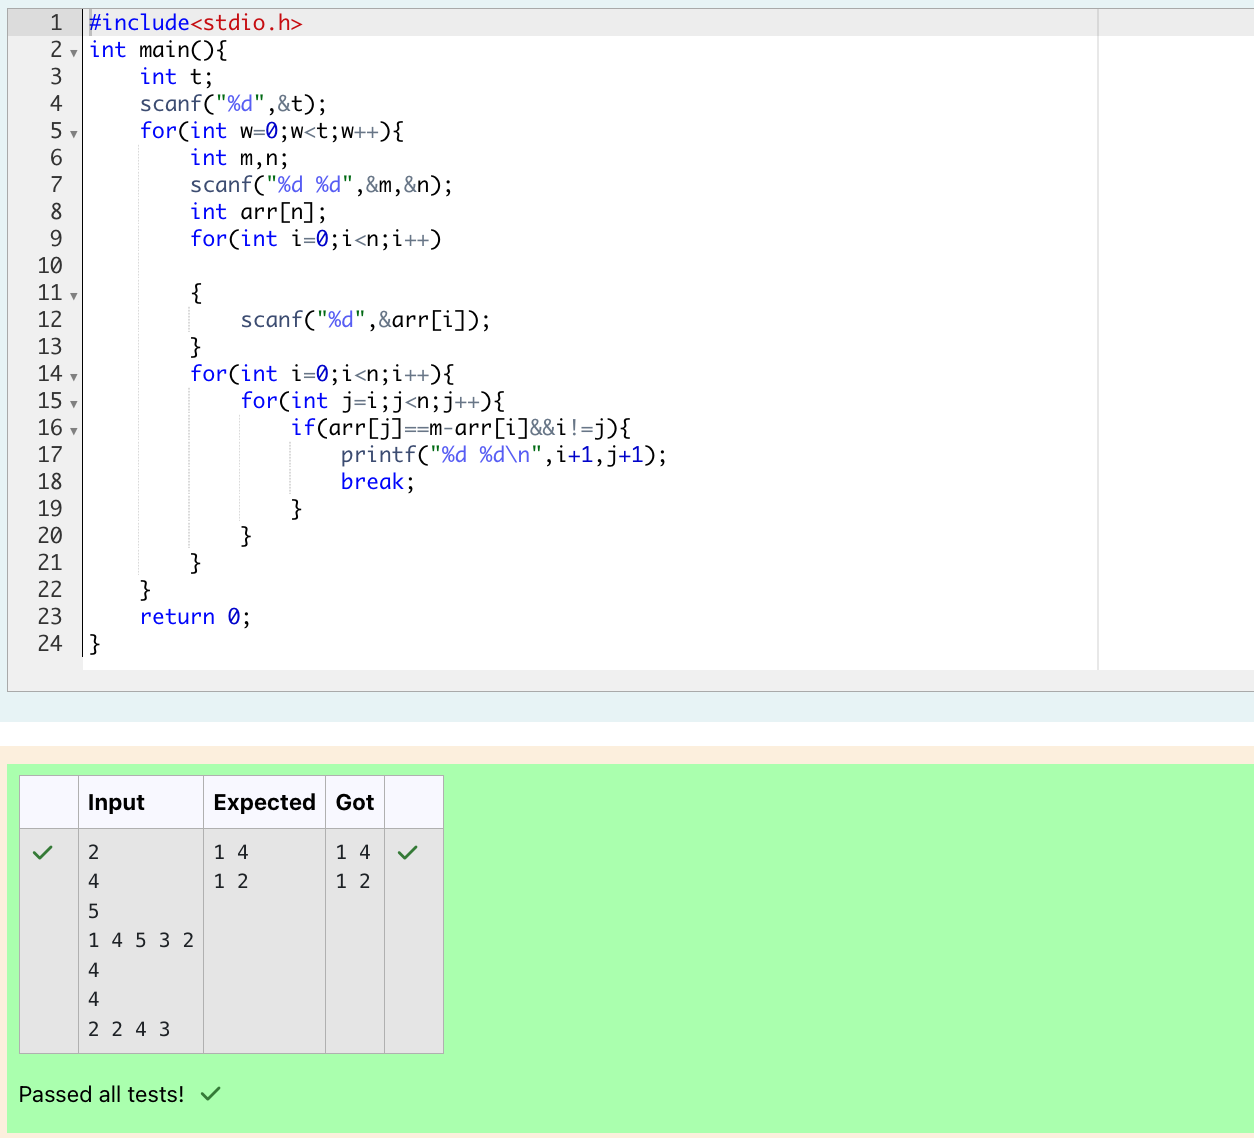 1 #include<stdio.h>
2 int main(){
3     int t;
4     scanf("%d",&t);
5     for(int w=0;w<t;w++){
6         int m,n;
7         scanf("%d %d",&m,&n);
8         int arr[n];
9         for(int i=0;i<n;i++)
10
11         {
12             scanf("%d",&arr[i]);
13         }
14         for(int i=0;i<n;i++){
15             for(int j=i;j<n;j++){
16                 if(arr[j]==m-arr[i]&&i!=j){
17                     printf("%d %d\n",i+1,j+1);
18                     break;
19                 }
20             }
21         }
22     }
23     return 0;
24 }
Input Expected Got
2 1 4 1 4
4 1 2 1 2
5
1 4 5 3 2
4
4
2 2 4 3
Passed all tests!